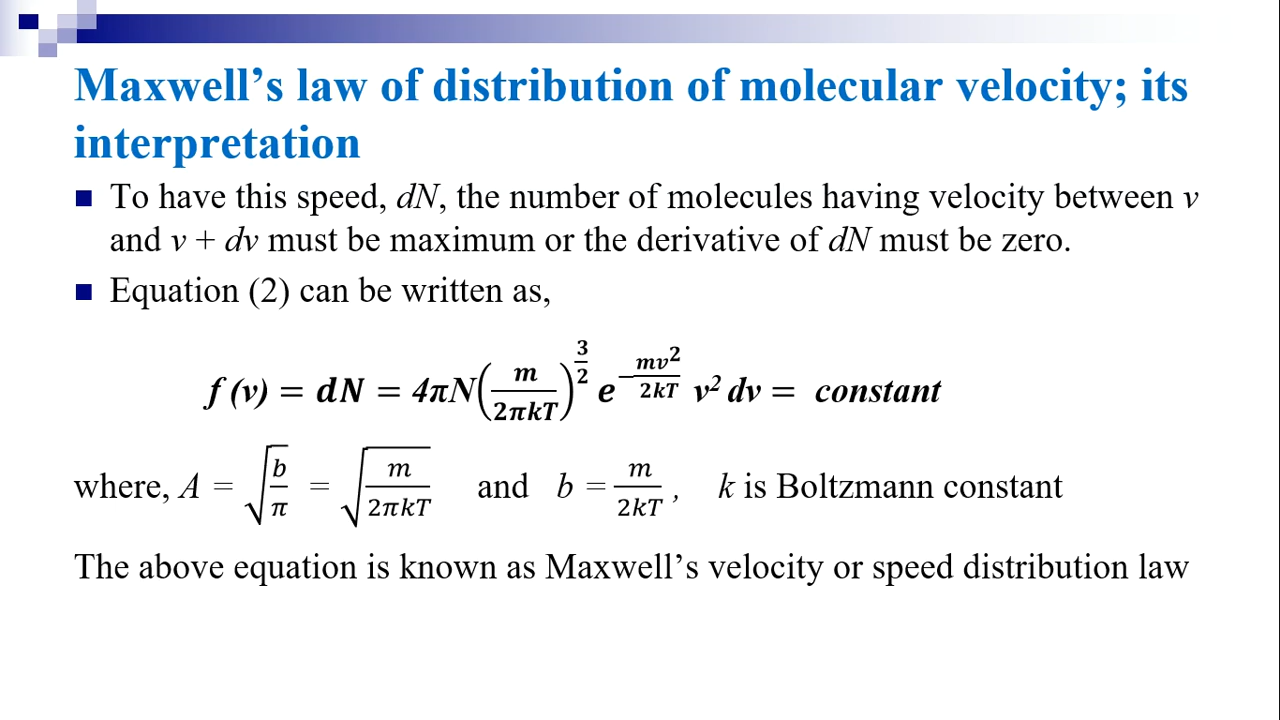 Maxwell’s law of distribution of molecular velocity; its
interpretation
To have this speed, dN, the number of molecules having velocity between v
and v + dv must be maximum or the derivative of dN must be zero.
Equation (2) can be written as,
f (v) = dN = 4πN(m/2πkT)^(3/2) e^(−mv²/2kT) v² dv = constant
where, A = √(b/π) = √(m/2πkT) and b = m/2kT , k is Boltzmann constant
The above equation is known as Maxwell’s velocity or speed distribution law